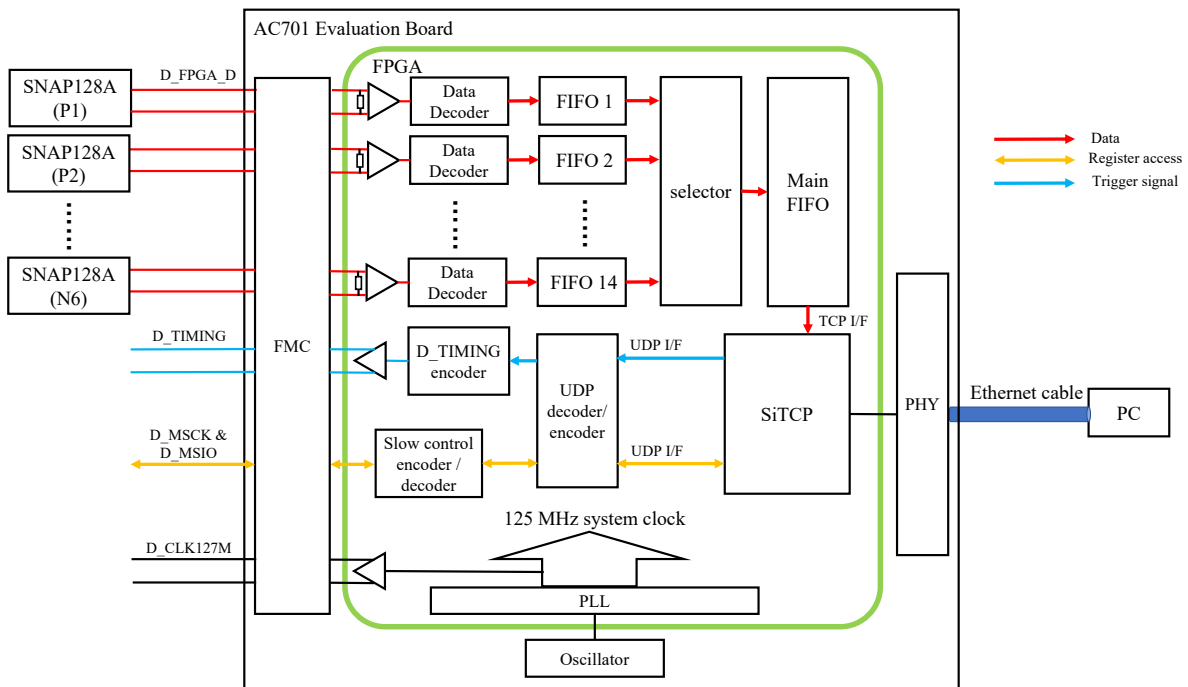 AC701 Evaluation Board
FPGA
SNAP128A
(P1)
D_FPGA_D
Data
Decoder
FIFO 1
SNAP128A
(P2)
Data
Decoder
FIFO 2
selector
Main
FIFO
Data
Register access
Trigger signal
SNAP128A
(N6)
Data
Decoder
FIFO 14
TCP I/F
D_TIMING
FMC
D_TIMING
encoder
UDP I/F
UDP
decoder/
encoder
SiTCP
PHY
Ethernet cable
PC
D_MSCK &
D_MSIO
Slow control
encoder /
decoder
UDP I/F
125 MHz system clock
D_CLK127M
PLL
Oscillator